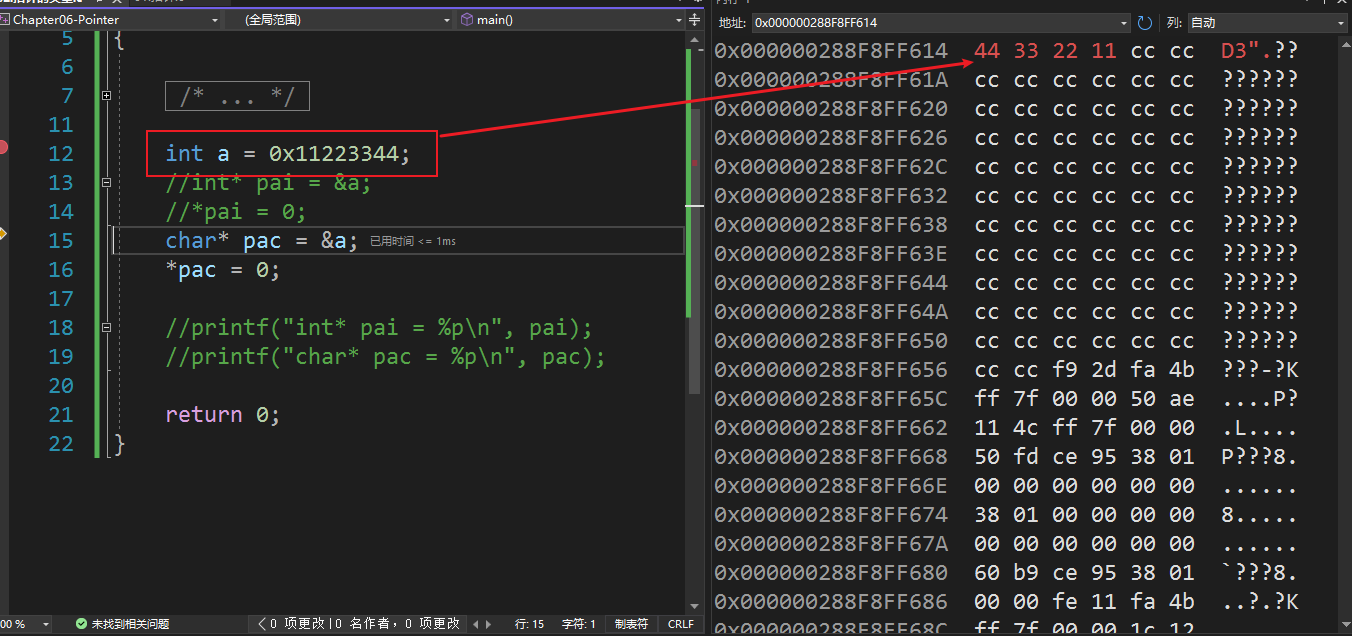 Chapter06-Pointer (全局范围) main()
5 {
6
7 /* ... */
11
12 int a = 0x11223344;
13 //int* pai = &a;
14 //*pai = 0;
15 char* pac = &a; 已用时间 <= 1ms
16 *pac = 0;
17
18 //printf("int* pai = %p\n", pai);
19 //printf("char* pac = %p\n", pac);
20
21 return 0;
22 }
00 % 未找到相关问题 0 项更改 | 0 名作者, 0 项更改 行: 15 字符: 1 制表符 CRLF
地址: 0x000000288F8FF614 列: 自动
0x000000288F8FF614 44 33 22 11 cc cc D3".??
0x000000288F8FF61A cc cc cc cc cc cc ??????
0x000000288F8FF620 cc cc cc cc cc cc ??????
0x000000288F8FF626 cc cc cc cc cc cc ??????
0x000000288F8FF62C cc cc cc cc cc cc ??????
0x000000288F8FF632 cc cc cc cc cc cc ??????
0x000000288F8FF638 cc cc cc cc cc cc ??????
0x000000288F8FF63E cc cc cc cc cc cc ??????
0x000000288F8FF644 cc cc cc cc cc cc ??????
0x000000288F8FF64A cc cc cc cc cc cc ??????
0x000000288F8FF650 cc cc cc cc cc cc ??????
0x000000288F8FF656 cc cc f9 2d fa 4b ???-?K
0x000000288F8FF65C ff 7f 00 00 50 ae ....P?
0x000000288F8FF662 11 4c ff 7f 00 00 .L....
0x000000288F8FF668 50 fd ce 95 38 01 P???8.
0x000000288F8FF66E 00 00 00 00 00 00 ......
0x000000288F8FF674 38 01 00 00 00 00 8.....
0x000000288F8FF67A 00 00 00 00 00 00 ......
0x000000288F8FF680 60 b9 ce 95 38 01 `???8.
0x000000288F8FF686 00 00 fe 11 fa 4b ..?.?K
0x000000288F8FF68C ff 7f 00 00 1c 12